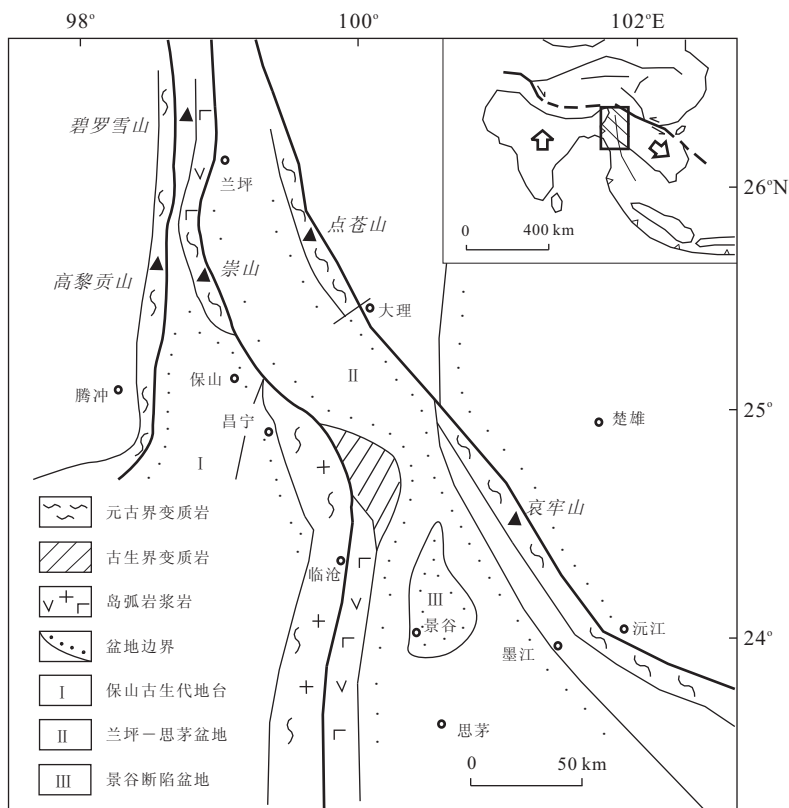 98°
100°
102°E
碧罗雪山
兰坪
26°N
0
400 km
点苍山
崇山
高黎贡山
大理
保山
II
腾冲
25°
昌宁
楚雄
I
哀牢山
元古界变质岩
古生界变质岩
临沧
III
岛弧岩浆岩
景谷
沅江
24°
墨江
盆地边界
I
保山古生代地台
II
兰坪－思茅盆地
思茅
0
50 km
III
景谷断陷盆地